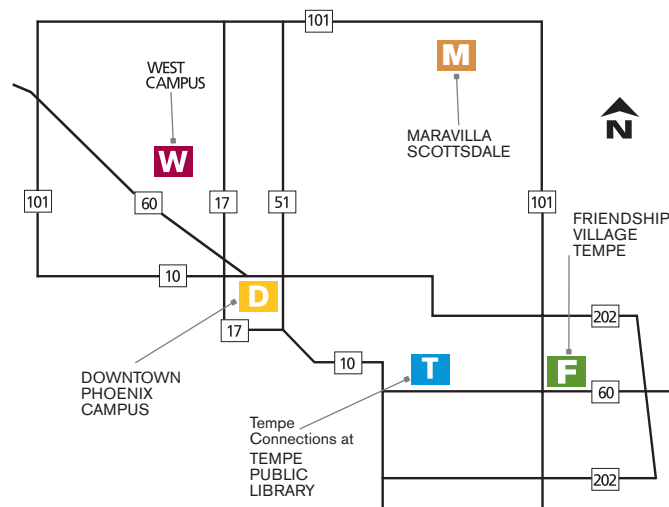 101
WEST
CAMPUS
M
MARAVILLA
SCOTTSDALE
N
W
101
60
17
51
101
FRIENDSHIP
VILLAGE
TEMPE
10
D
202
17
10
DOWNTOWN
PHOENIX
CAMPUS
T
F
60
Tempe
Connections at
TEMPE
PUBLIC
LIBRARY
202